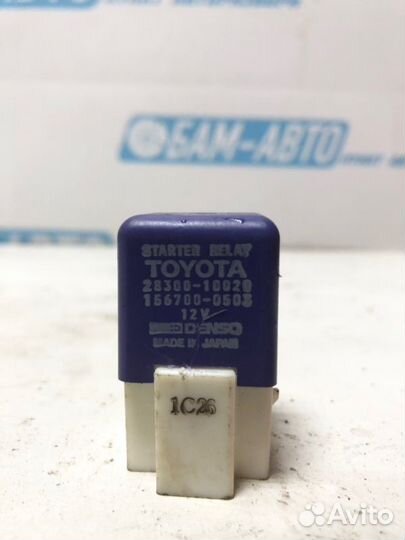 БАМ-АВТО
STARTER RELAY
TOYOTA
28300-10020
156700-0503
12V
DENSO
MADE IN JAPAN
1C26
Avito